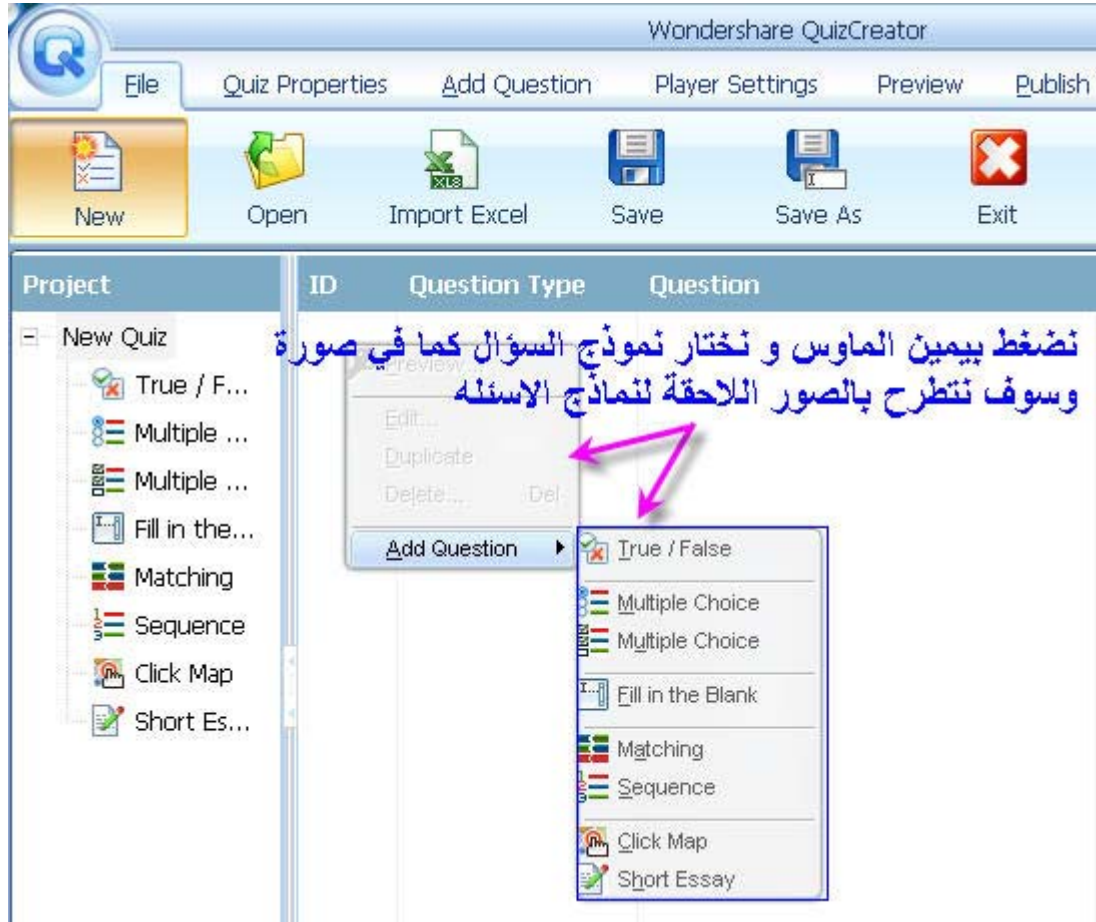 Wondershare QuizCreator
File Quiz Properties Add Question Player Settings Preview Publish
New Open Import Excel Save Save As Exit
Project ID Question Type Question
نضغط بيمين الماوس و نختار نموذج السؤال كما في صورة
وسوف نتطرح بالصور اللاحقة لنماذج الاسئله
New Quiz
True / F...
Multiple ...
Multiple ...
Fill in the...
Matching
Sequence
Click Map
Short Es...
Preview...
Edit...
Duplicate
Delete... Del
Add Question
True / False
Multiple Choice
Multiple Choice
Fill in the Blank
Matching
Sequence
Click Map
Short Essay